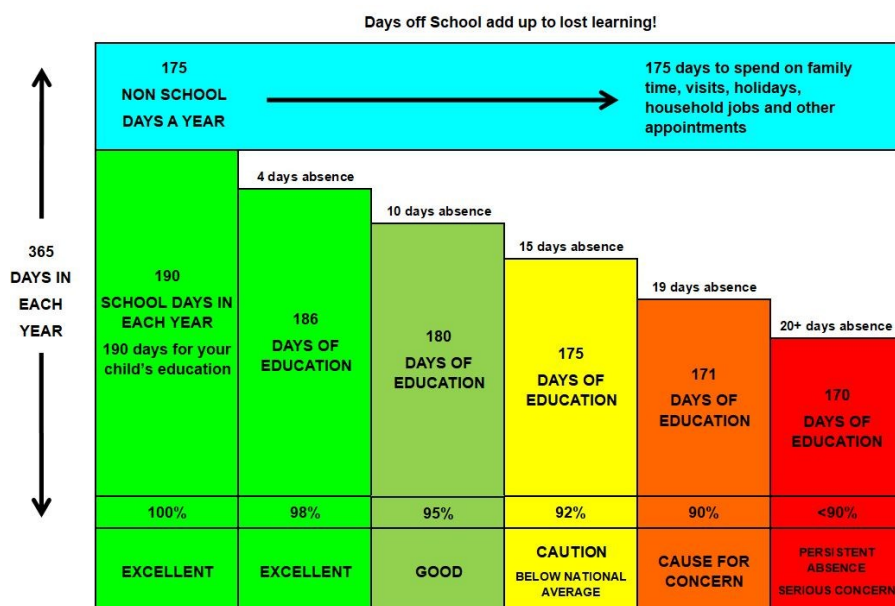 Days off School add up to lost learning!
175
NON SCHOOL
DAYS A YEAR
175 days to spend on family
time, visits, holidays,
household jobs and other
appointments
365
DAYS IN
EACH
YEAR
190
SCHOOL DAYS IN
EACH YEAR
190 days for your
child's education
4 days absence
186
DAYS OF
EDUCATION
10 days absence
180
DAYS OF
EDUCATION
15 days absence
175
DAYS OF
EDUCATION
19 days absence
171
DAYS OF
EDUCATION
20+ days absence
170
DAYS OF
EDUCATION
100%
98%
95%
92%
90%
<90%
EXCELLENT
EXCELLENT
GOOD
CAUTION
BELOW NATIONAL
AVERAGE
CAUSE FOR
CONCERN
PERSISTENT
ABSENCE
SERIOUS CONCERN